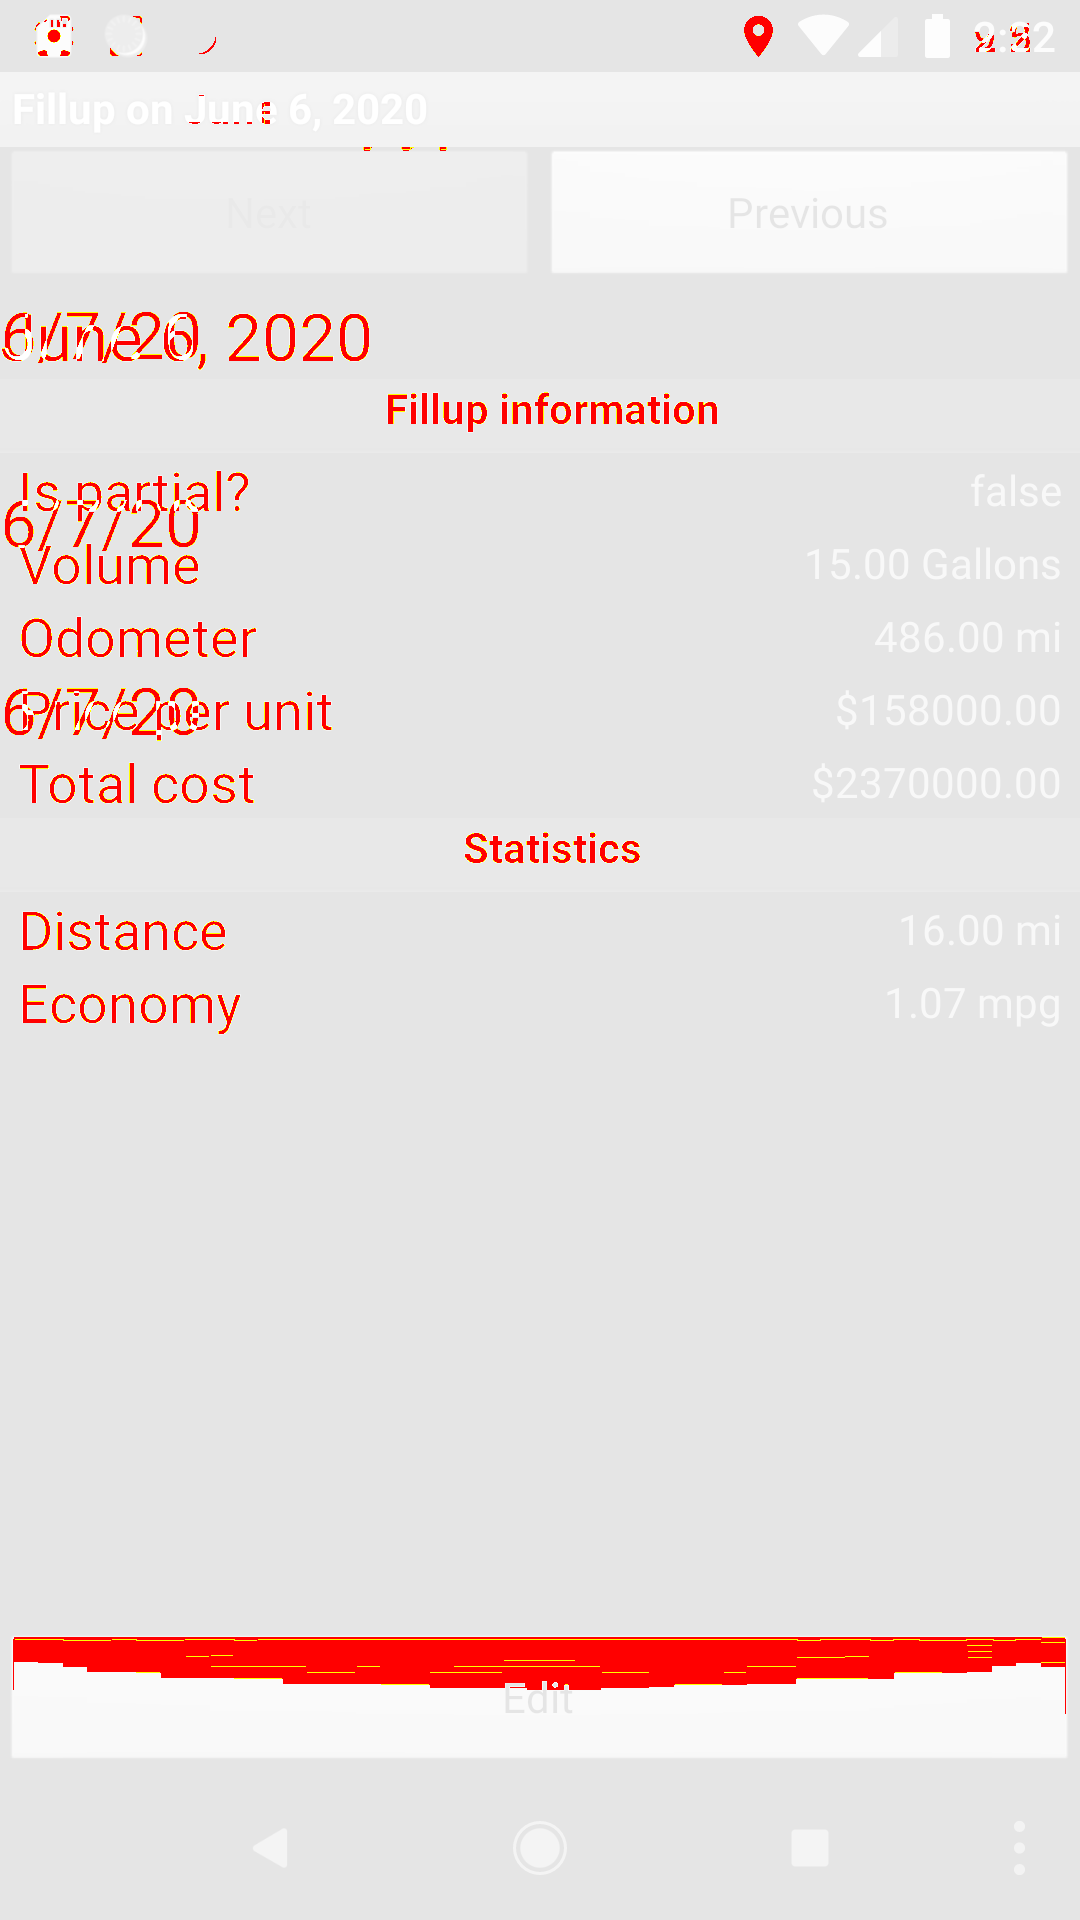 Fillup on June 6, 2020
Next Previous
June 6, 2020
6/7/20
Fillup information
Is partial? false
6/7/20
Volume 15.00 Gallons
Odometer 486.00 mi
Price per unit $158000.00
6/7/20
Total cost $2370000.00
Statistics
Distance 16.00 mi
Economy 1.07 mpg
Edit